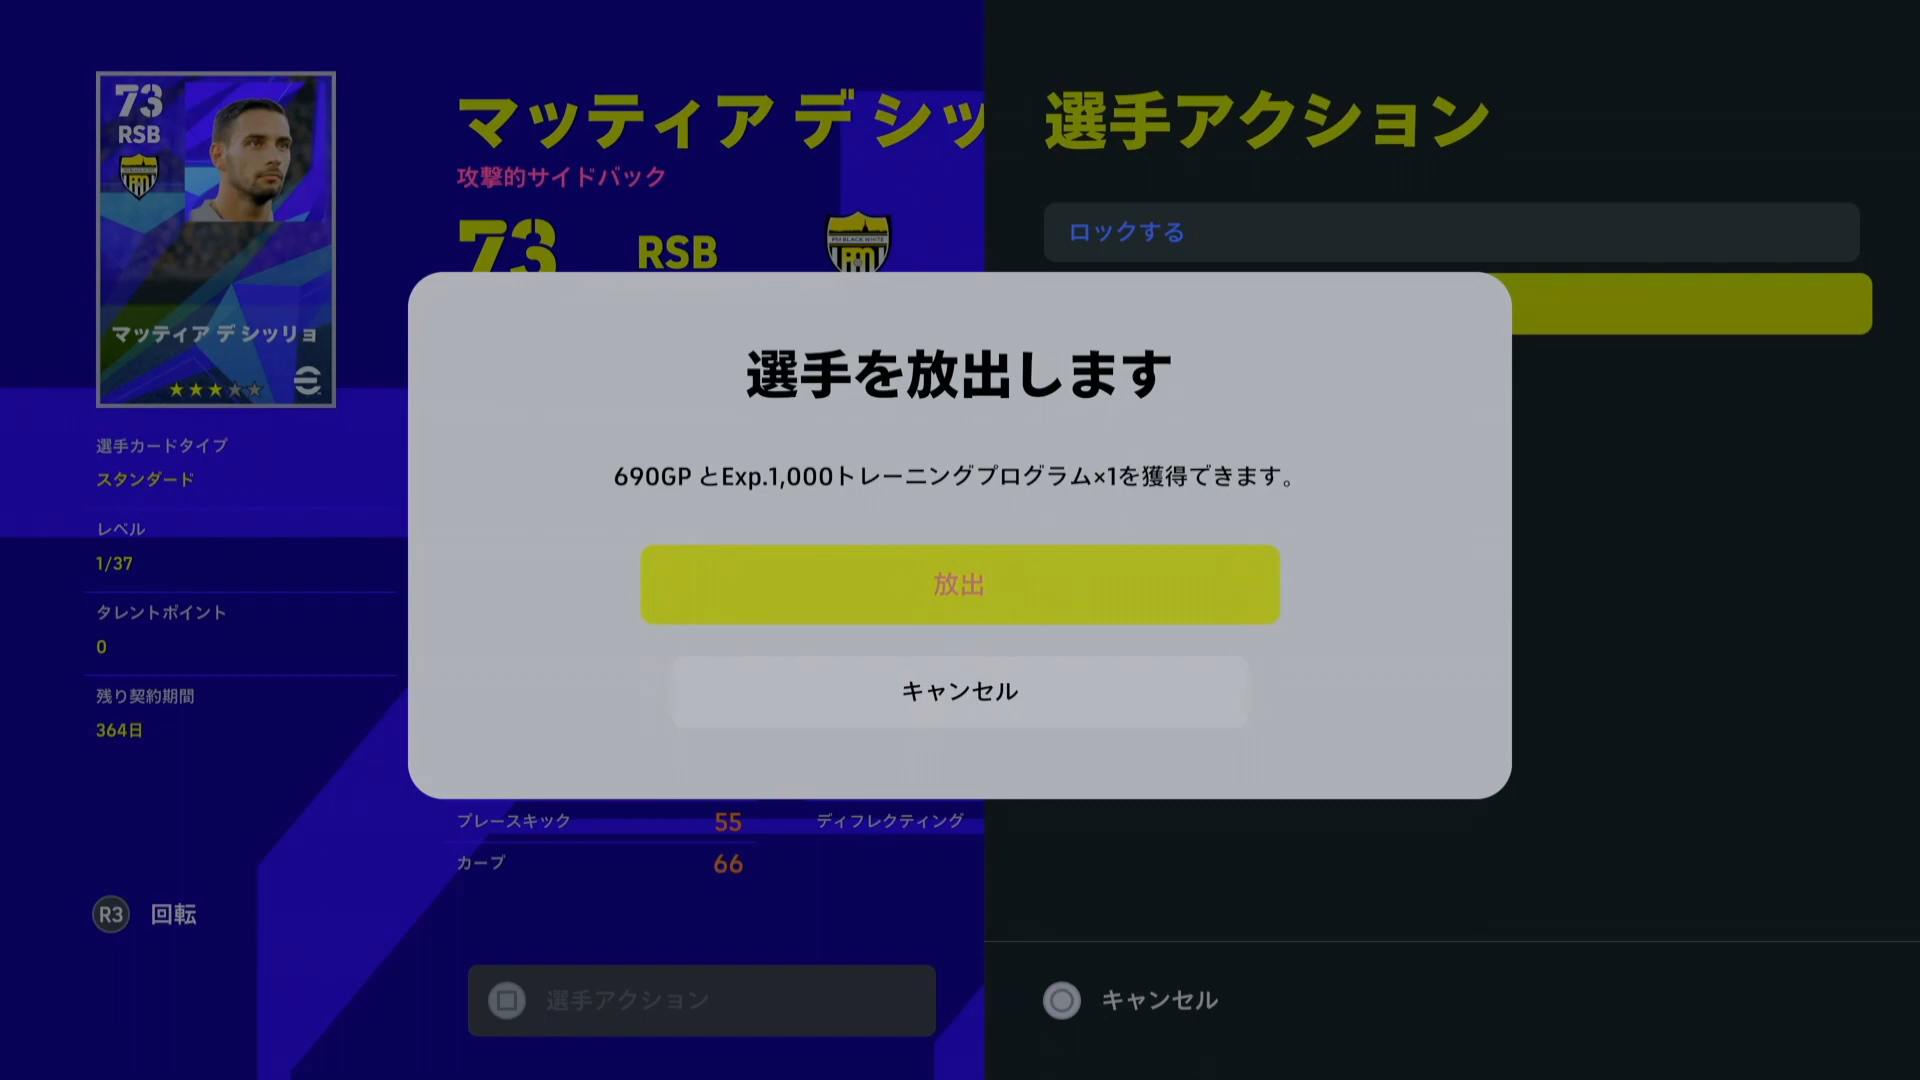 73
RSB
マッティア デ シッリョ
選手カードタイプ
スタンダード
レベル
1/37
タレントポイント
0
残り契約期間
364日
R3 回転
マッティア デ シッ
攻撃的サイドバック
73 RSB
PM BLACK WHITE
選手アクション
ロックする
選手を放出します
690GP とExp.1,000トレーニングプログラム×1を獲得できます。
放出
キャンセル
プレースキック 55 ディフレクティング
カーブ 66
選手アクション
キャンセル